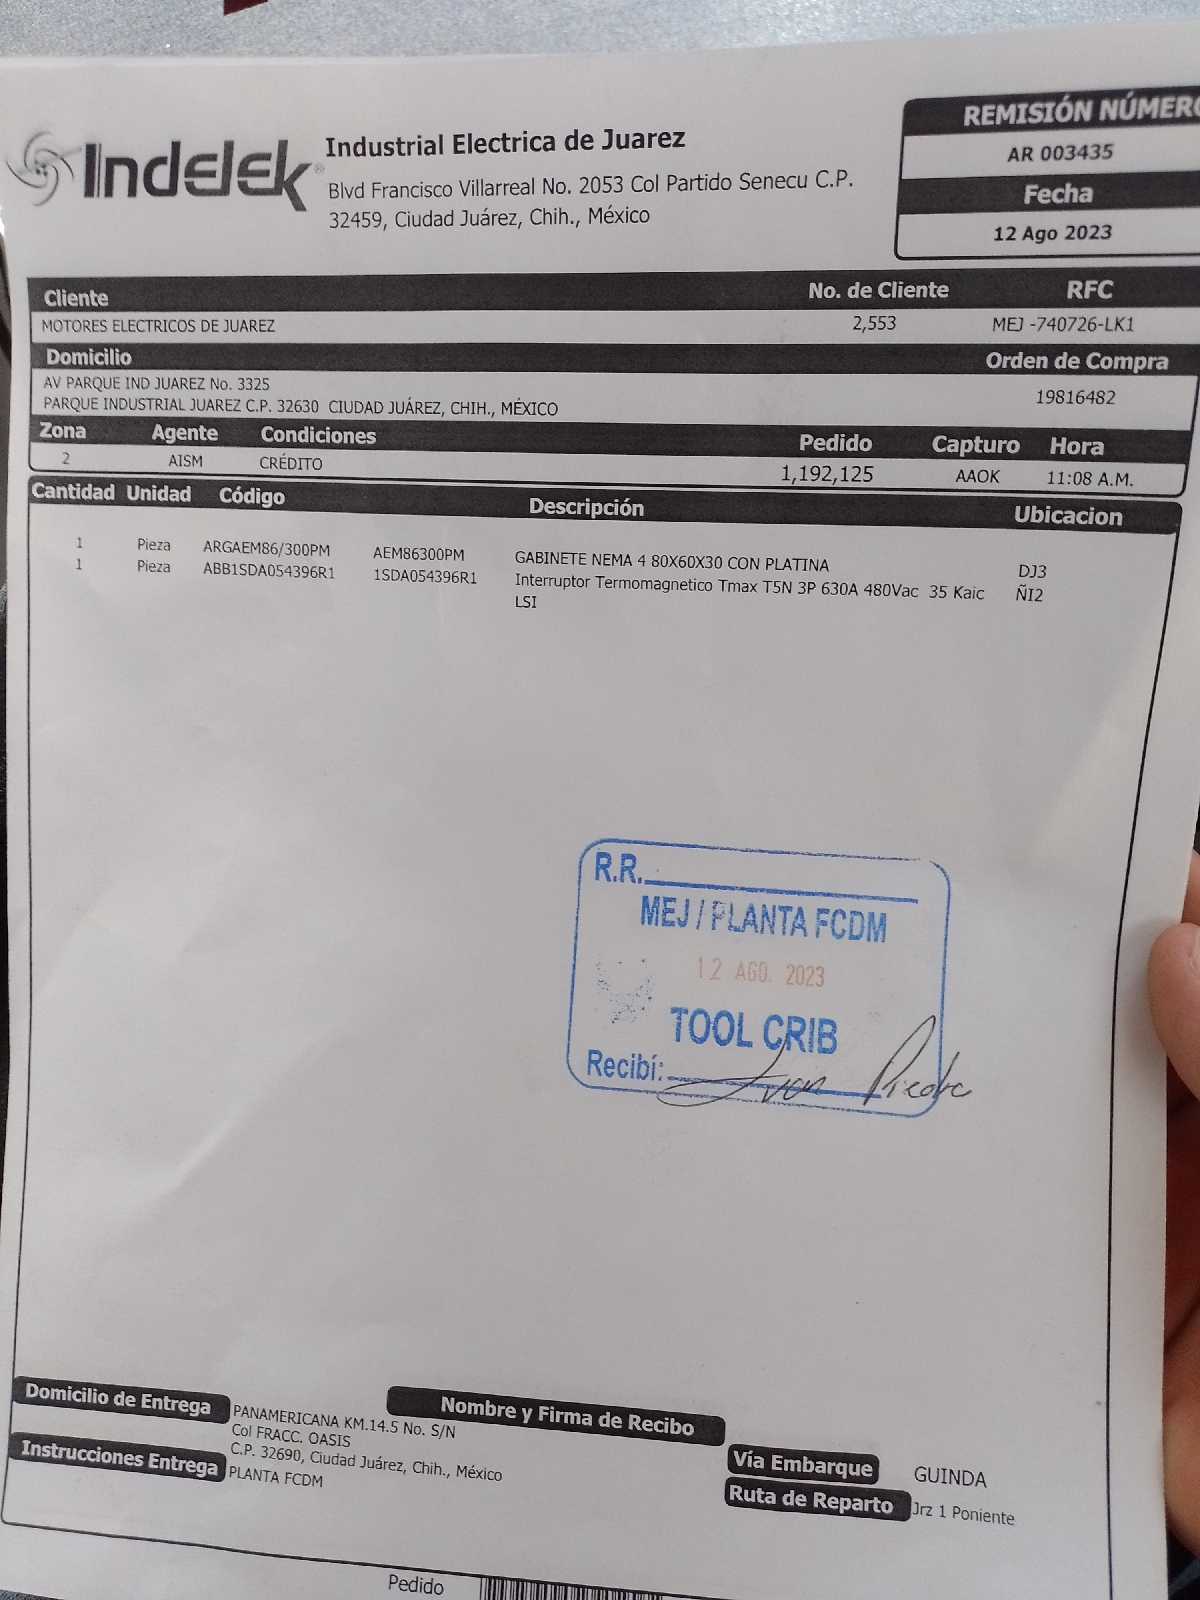 Indelek®
Industrial Electrica de Juarez
Blvd Francisco Villarreal No. 2053 Col Partido Senecu C.P.
32459, Ciudad Juárez, Chih., México
REMISIÓN NÚMERO
AR 003435
Fecha
12 Ago 2023
Cliente No. de Cliente RFC
MOTORES ELECTRICOS DE JUAREZ 2,553 MEJ -740726-LK1
Domicilio Orden de Compra
AV PARQUE IND JUAREZ No. 3325 19816482
PARQUE INDUSTRIAL JUAREZ C.P. 32630 CIUDAD JUÁREZ, CHIH., MÉXICO
Zona Agente Condiciones Pedido Capturo Hora
2 AISM CRÉDITO 1,192,125 AAOK 11:08 A.M.
Cantidad Unidad Código Descripción Ubicacion
1 Pieza ARGAEM86/300PM AEM86300PM GABINETE NEMA 4 80X60X30 CON PLATINA DJ3
1 Pieza ABB1SDA054396R1 1SDA054396R1 Interruptor Termomagnetico Tmax T5N 3P 630A 480Vac 35 Kaic ÑI2
LSI
R.R.
MEJ / PLANTA FCDM
12 AGO. 2023
TOOL CRIB
Recibí: Ivan Piedra
Domicilio de Entrega PANAMERICANA KM.14.5 No. S/N
Col FRACC. OASIS
C.P. 32690, Ciudad Juárez, Chih., México
Instrucciones Entrega PLANTA FCDM
Nombre y Firma de Recibo
Vía Embarque GUINDA
Ruta de Reparto Jrz 1 Poniente
Pedido